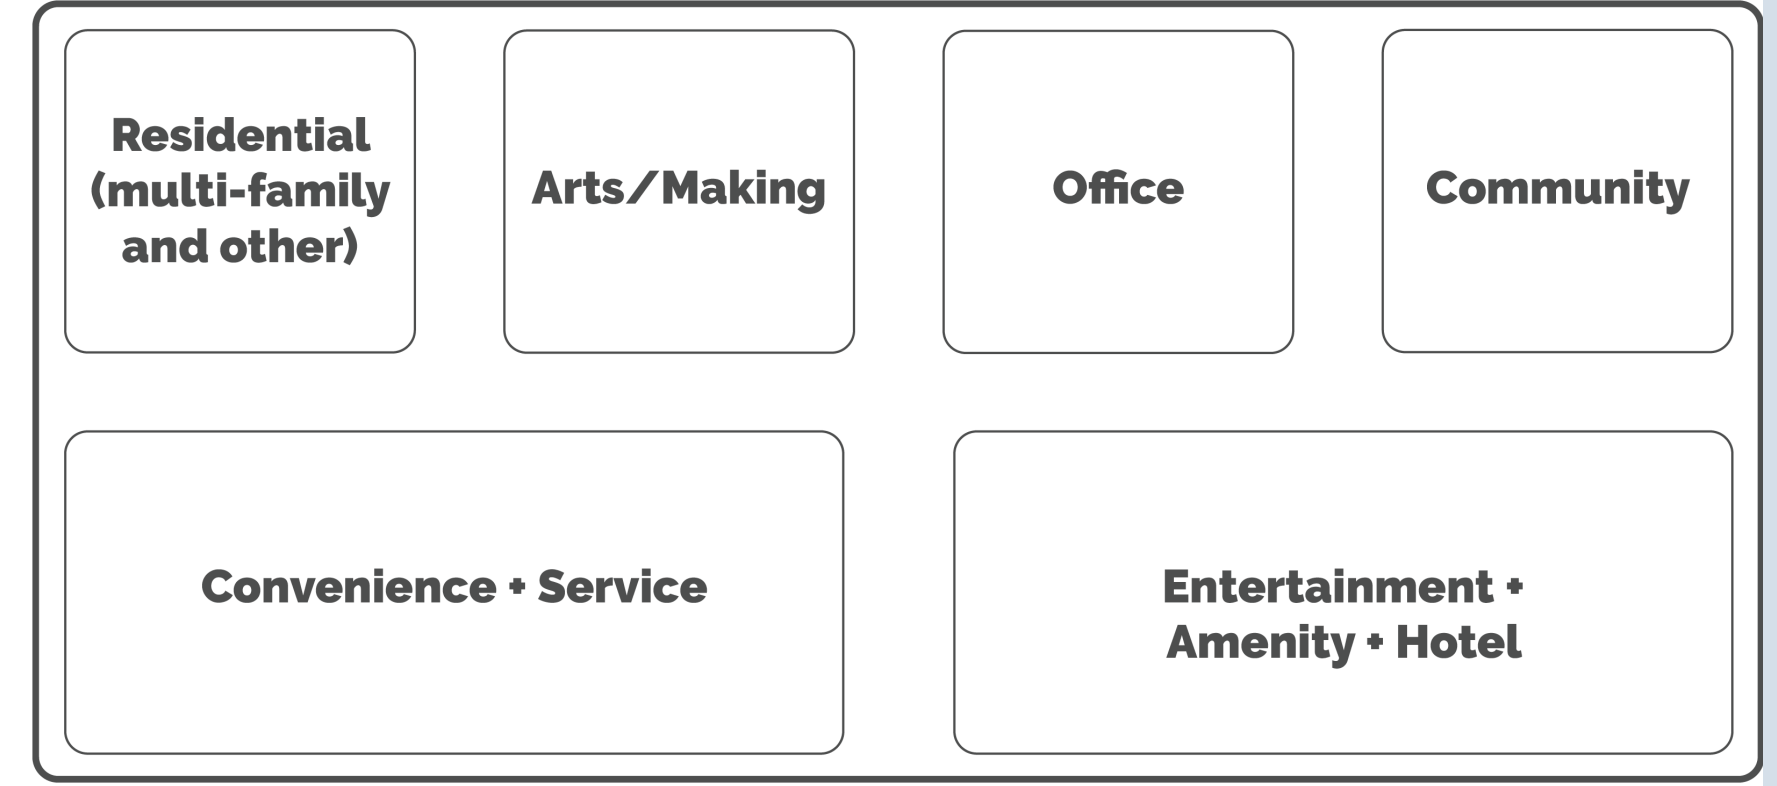 Residential
(multi-family
and other)
Arts/Making
Office
Community
Convenience + Service
Entertainment +
Amenity + Hotel